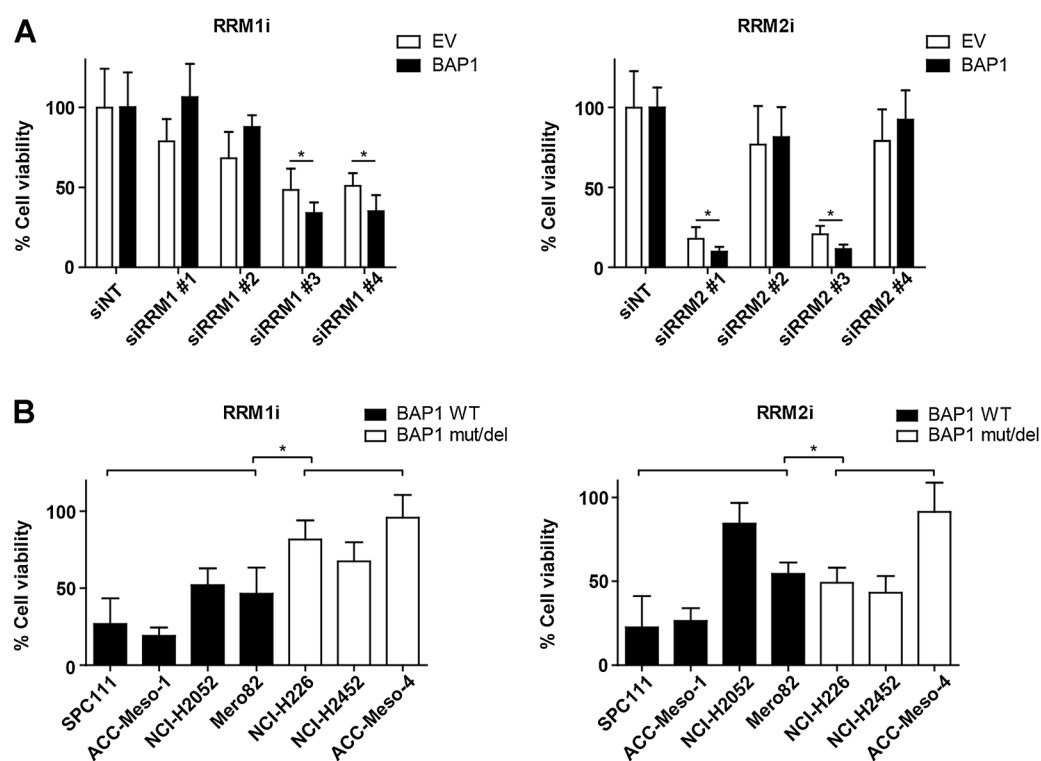 A
RRM1i
EV
BAP1
% Cell viability
100
50
0
*
*
siNT
siRRM1 #1
siRRM1 #2
siRRM1 #3
siRRM1 #4
RRM2i
EV
BAP1
% Cell viability
100
50
0
*
*
siNT
siRRM2 #1
siRRM2 #2
siRRM2 #3
siRRM2 #4
B
RRM1i
BAP1 WT
BAP1 mut/del
*
% Cell viability
100
50
0
SPC111
ACC-Meso-1
NCI-H2052
Mero82
NCI-H226
NCI-H2452
ACC-Meso-4
RRM2i
BAP1 WT
BAP1 mut/del
*
% Cell viability
100
50
0
SPC111
ACC-Meso-1
NCI-H2052
Mero82
NCI-H226
NCI-H2452
ACC-Meso-4